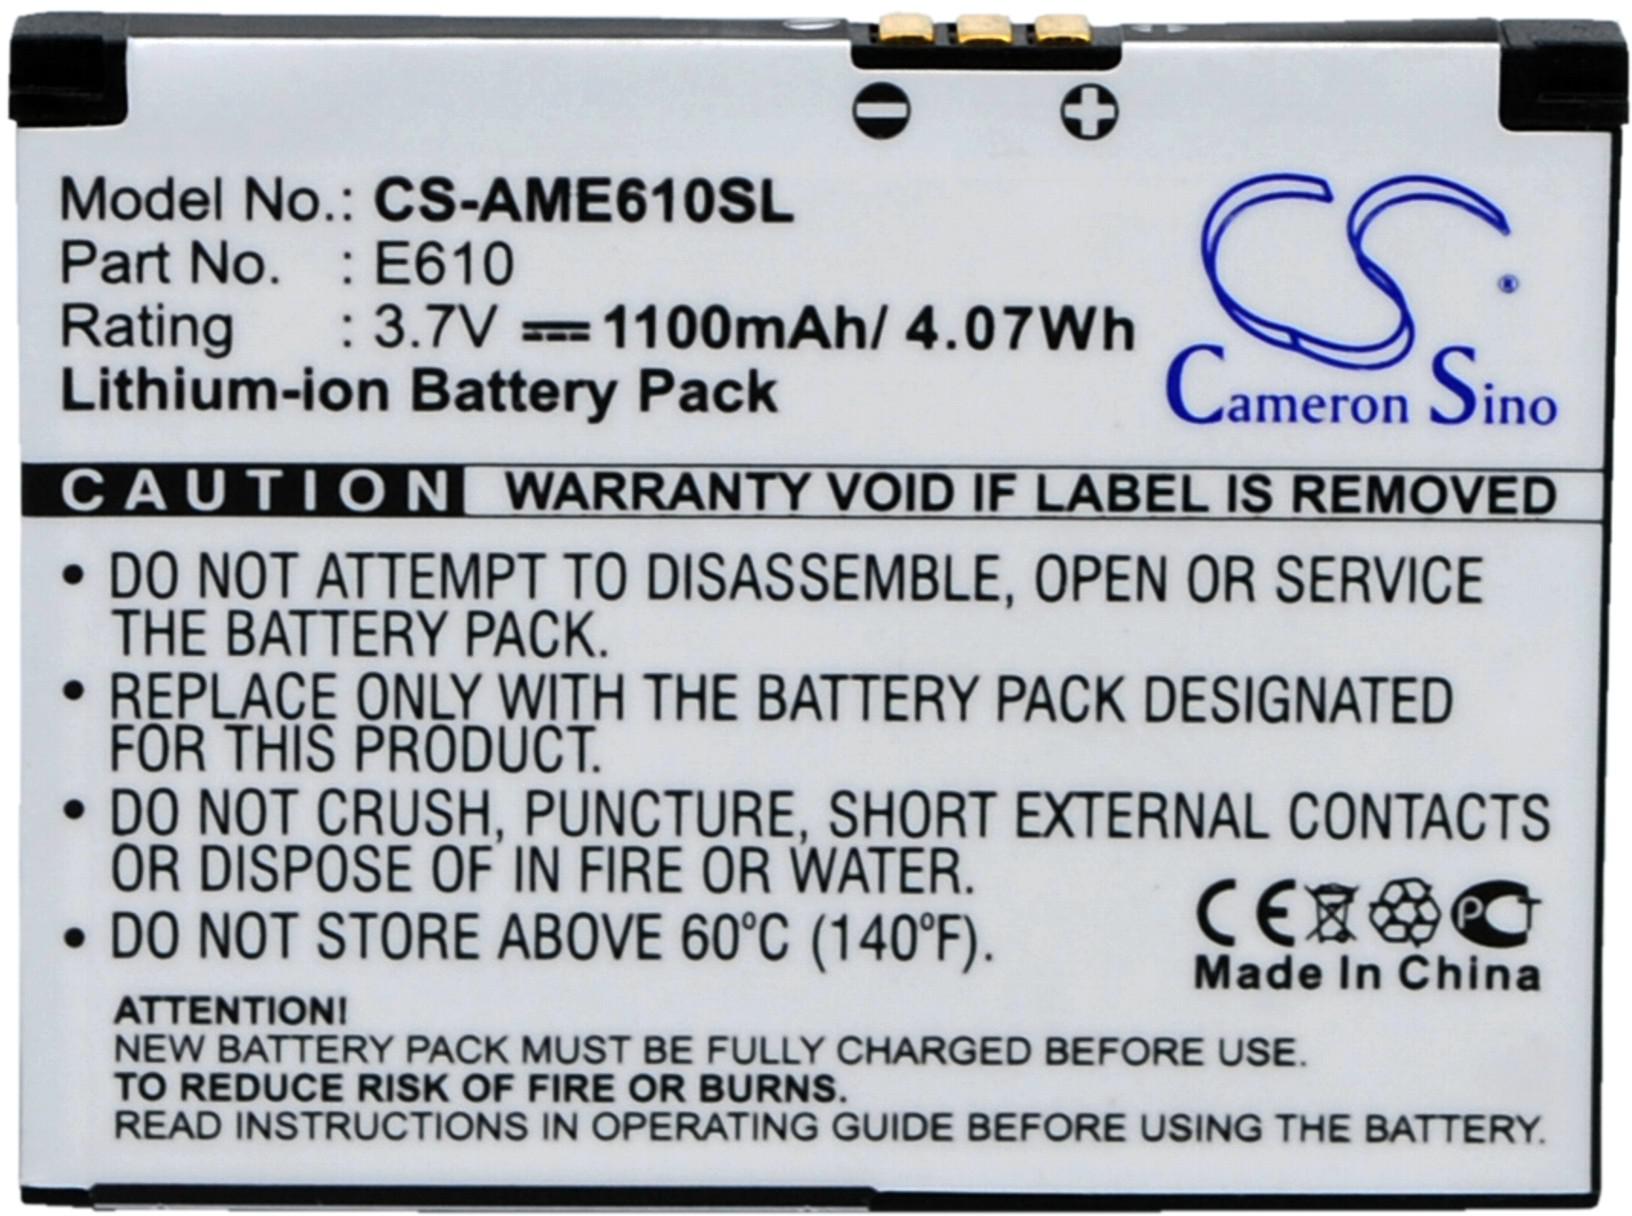 Model No.: CS-AME610SL
Part No. : E610
Rating : 3.7V 1100mAh/ 4.07Wh
Lithium-ion Battery Pack
CS ®
Cameron Sino
CAUTION WARRANTY VOID IF LABEL IS REMOVED
• DO NOT ATTEMPT TO DISASSEMBLE, OPEN OR SERVICE
THE BATTERY PACK.
• REPLACE ONLY WITH THE BATTERY PACK DESIGNATED
FOR THIS PRODUCT.
• DO NOT CRUSH, PUNCTURE, SHORT EXTERNAL CONTACTS
OR DISPOSE OF IN FIRE OR WATER.
• DO NOT STORE ABOVE 60°C (140°F).
CE PCT
Made In China
ATTENTION!
NEW BATTERY PACK MUST BE FULLY CHARGED BEFORE USE.
TO REDUCE RISK OF FIRE OR BURNS.
READ INSTRUCTIONS IN OPERATING GUIDE BEFORE USING THE BATTERY.